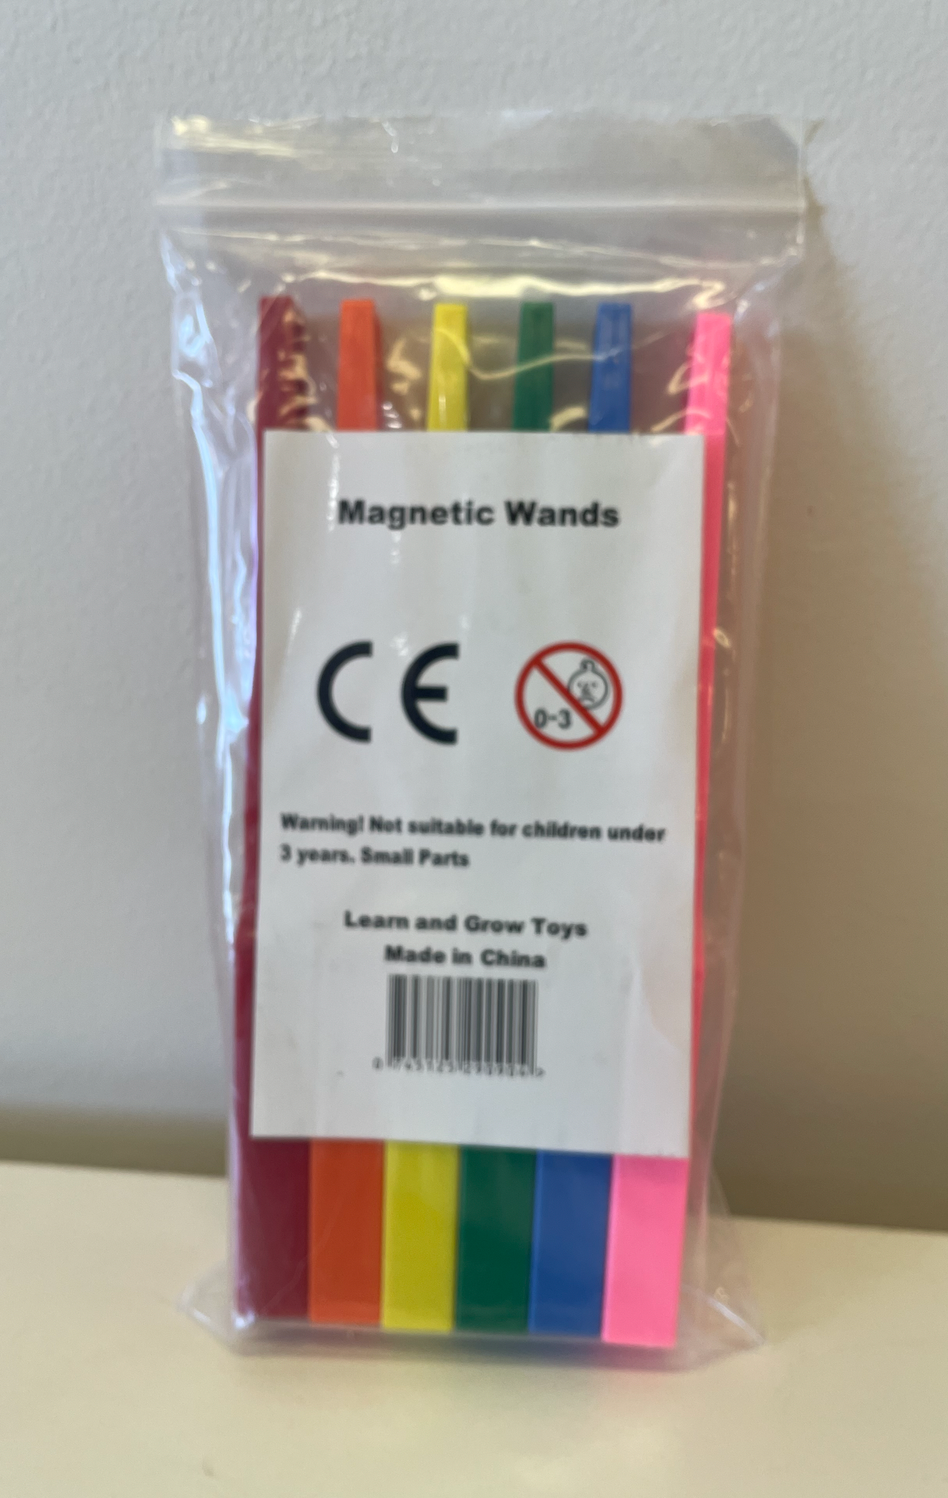 Magnetic Wands
CE
0-3
Warning! Not suitable for children under
3 years. Small Parts
Learn and Grow Toys
Made in China